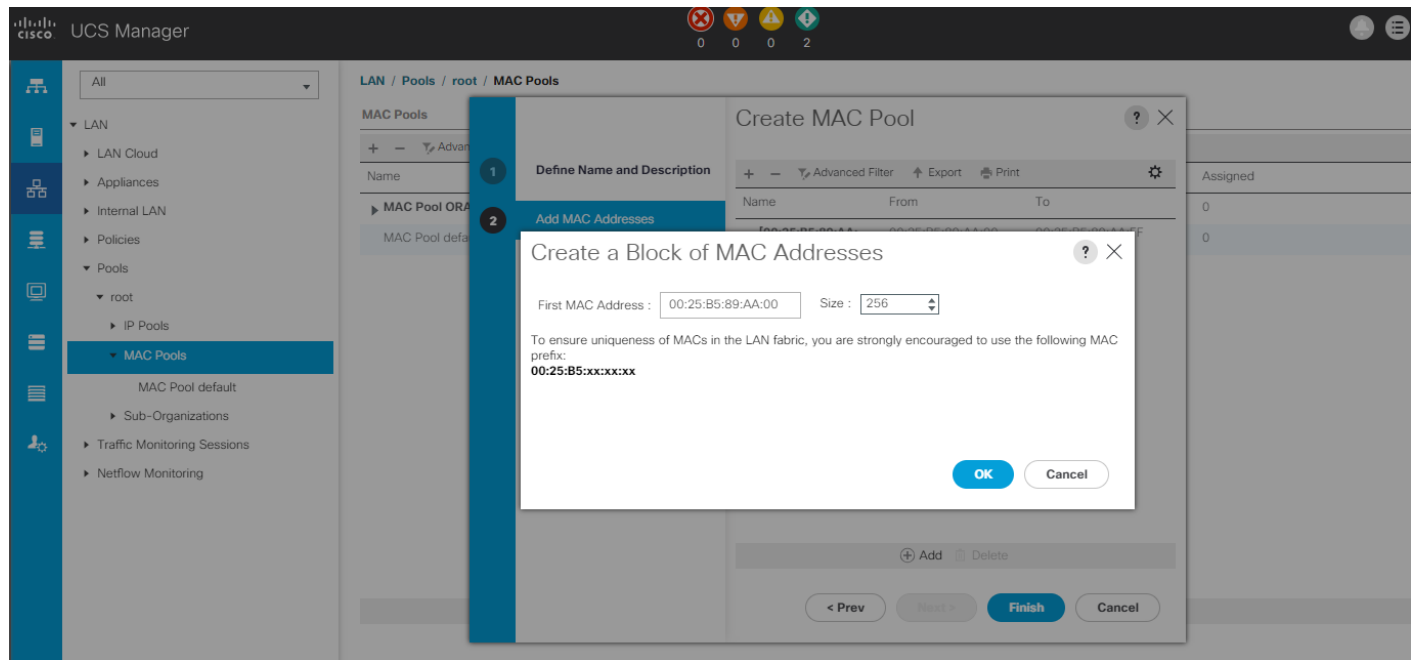 cisco
UCS Manager
0
0
0
2
All
LAN
LAN Cloud
Appliances
Internal LAN
Policies
Pools
root
IP Pools
MAC Pools
MAC Pool default
Sub-Organizations
Traffic Monitoring Sessions
Netflow Monitoring
LAN / Pools / root / MAC Pools
MAC Pools
+ − Advan
Name
Assigned
MAC Pool ORA
0
MAC Pool defa
0
1 Define Name and Description
2 Add MAC Addresses
Create MAC Pool ?
+ − Advanced Filter Export Print
Name From To
Create a Block of MAC Addresses ?
First MAC Address : 00:25:B5:89:AA:00 Size : 256
To ensure uniqueness of MACs in the LAN fabric, you are strongly encouraged to use the following MAC
prefix:
00:25:B5:xx:xx:xx
OK Cancel
Add Delete
< Prev Next > Finish Cancel